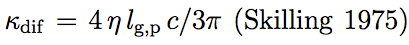 κ_dif = 4 η l_g,p c/3π (Skilling 1975)